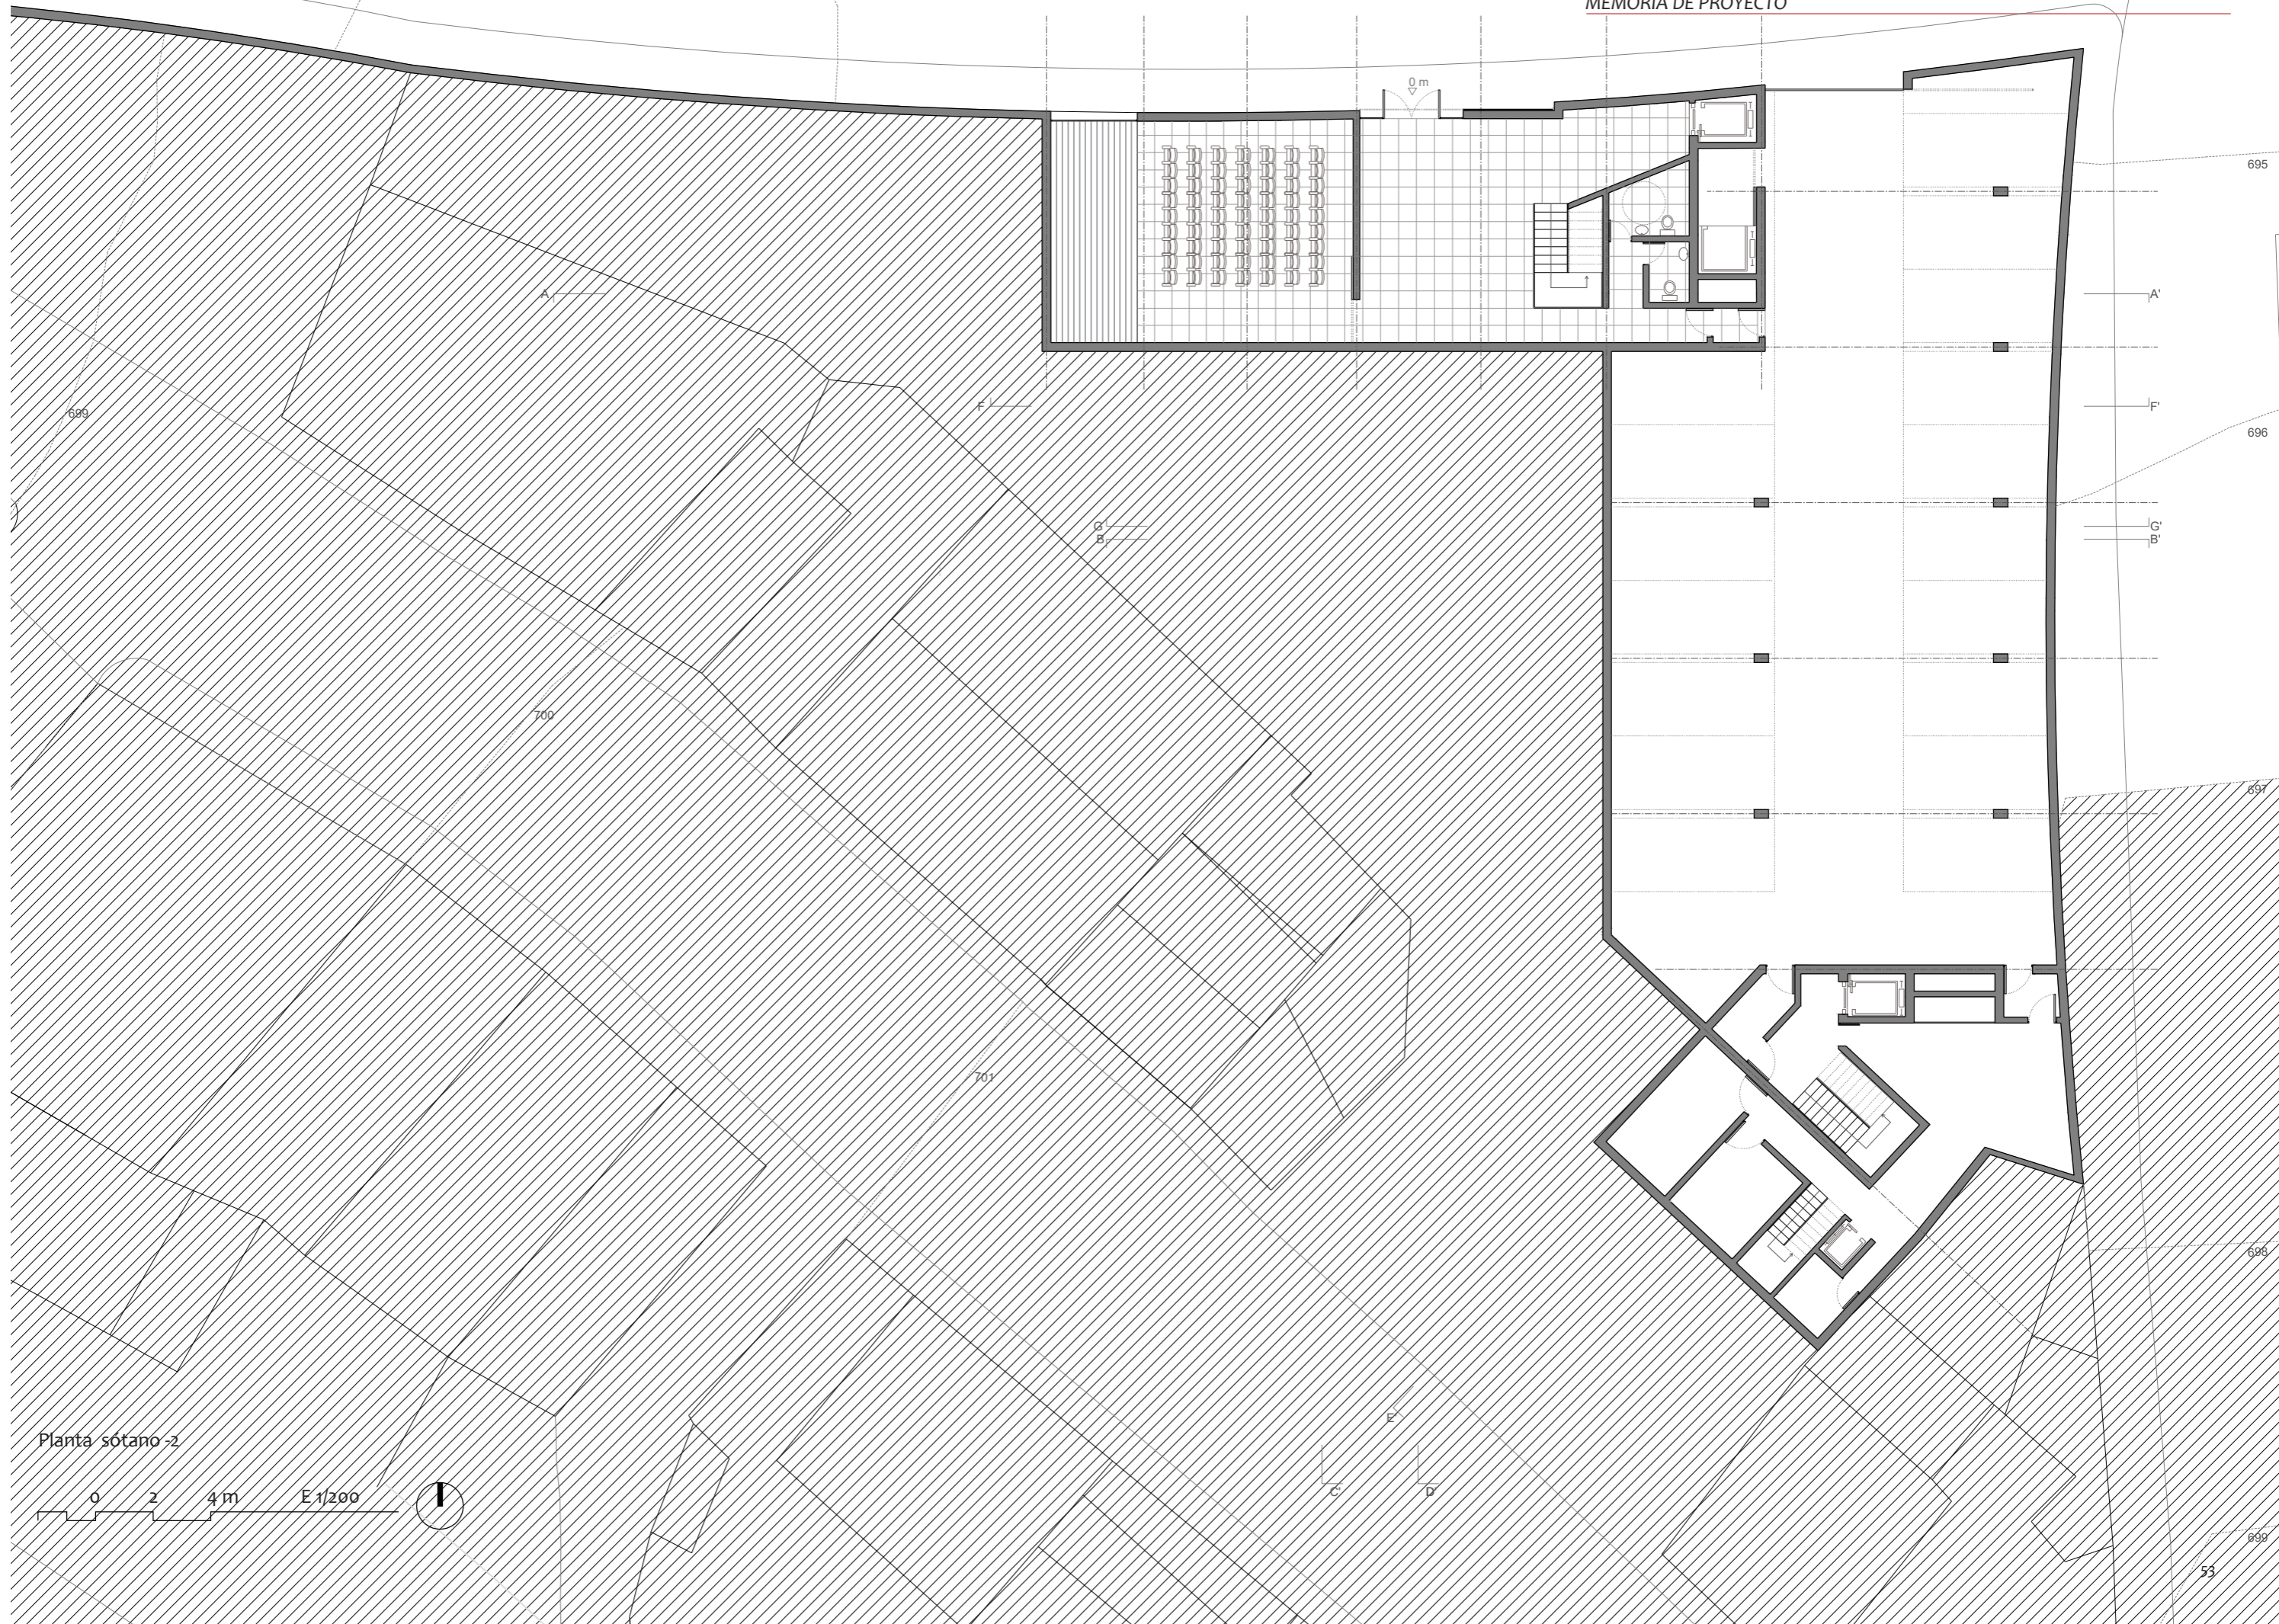 MEMORIA DE PROYECTO
0 m
695
A
A'
699
F
F'
696
G
G'
B
B'
700
697
701
698
E'
C'
D'
Planta sótano -2
0 2 4 m E 1/200
699
53